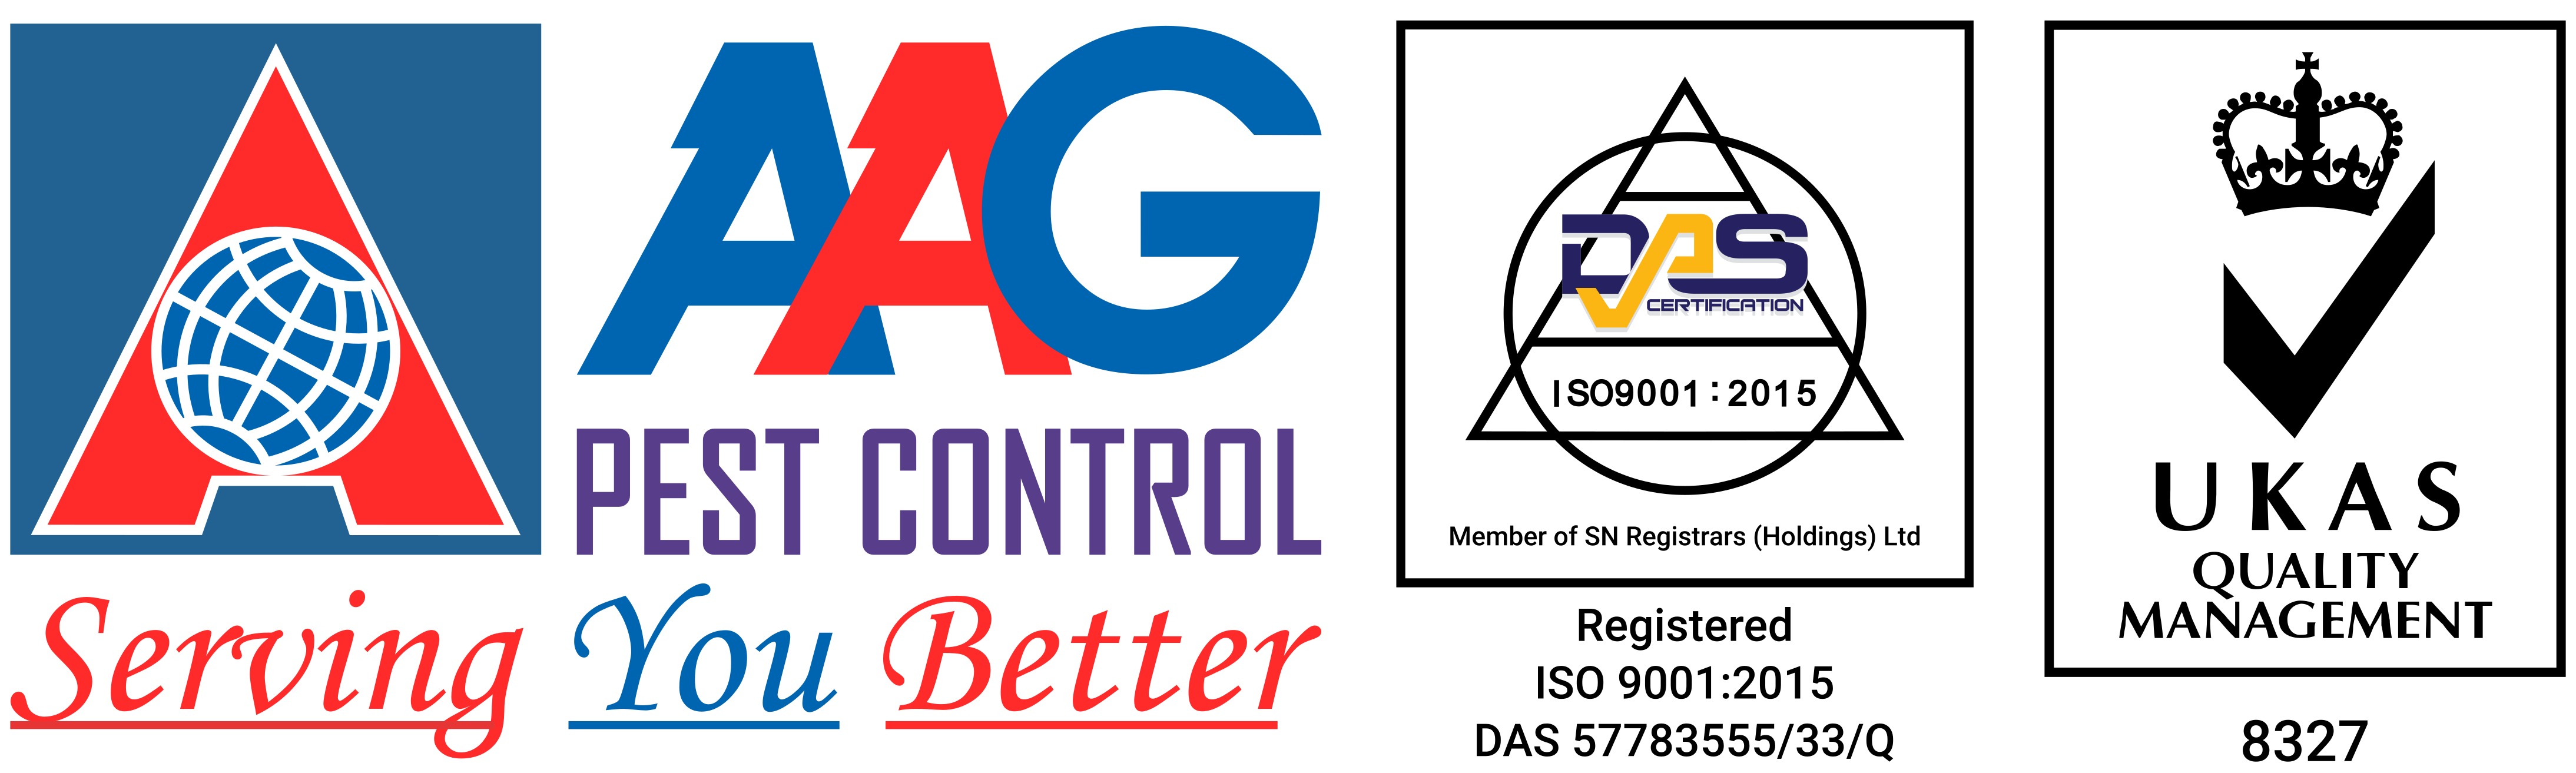 AAG
PEST CONTROL
Serving You Better
DAS
CERTIFICATION
ISO9001:2015
Member of SN Registrars (Holdings) Ltd
Registered
ISO 9001:2015
DAS 57783555/33/Q
UKAS
QUALITY
MANAGEMENT
8327